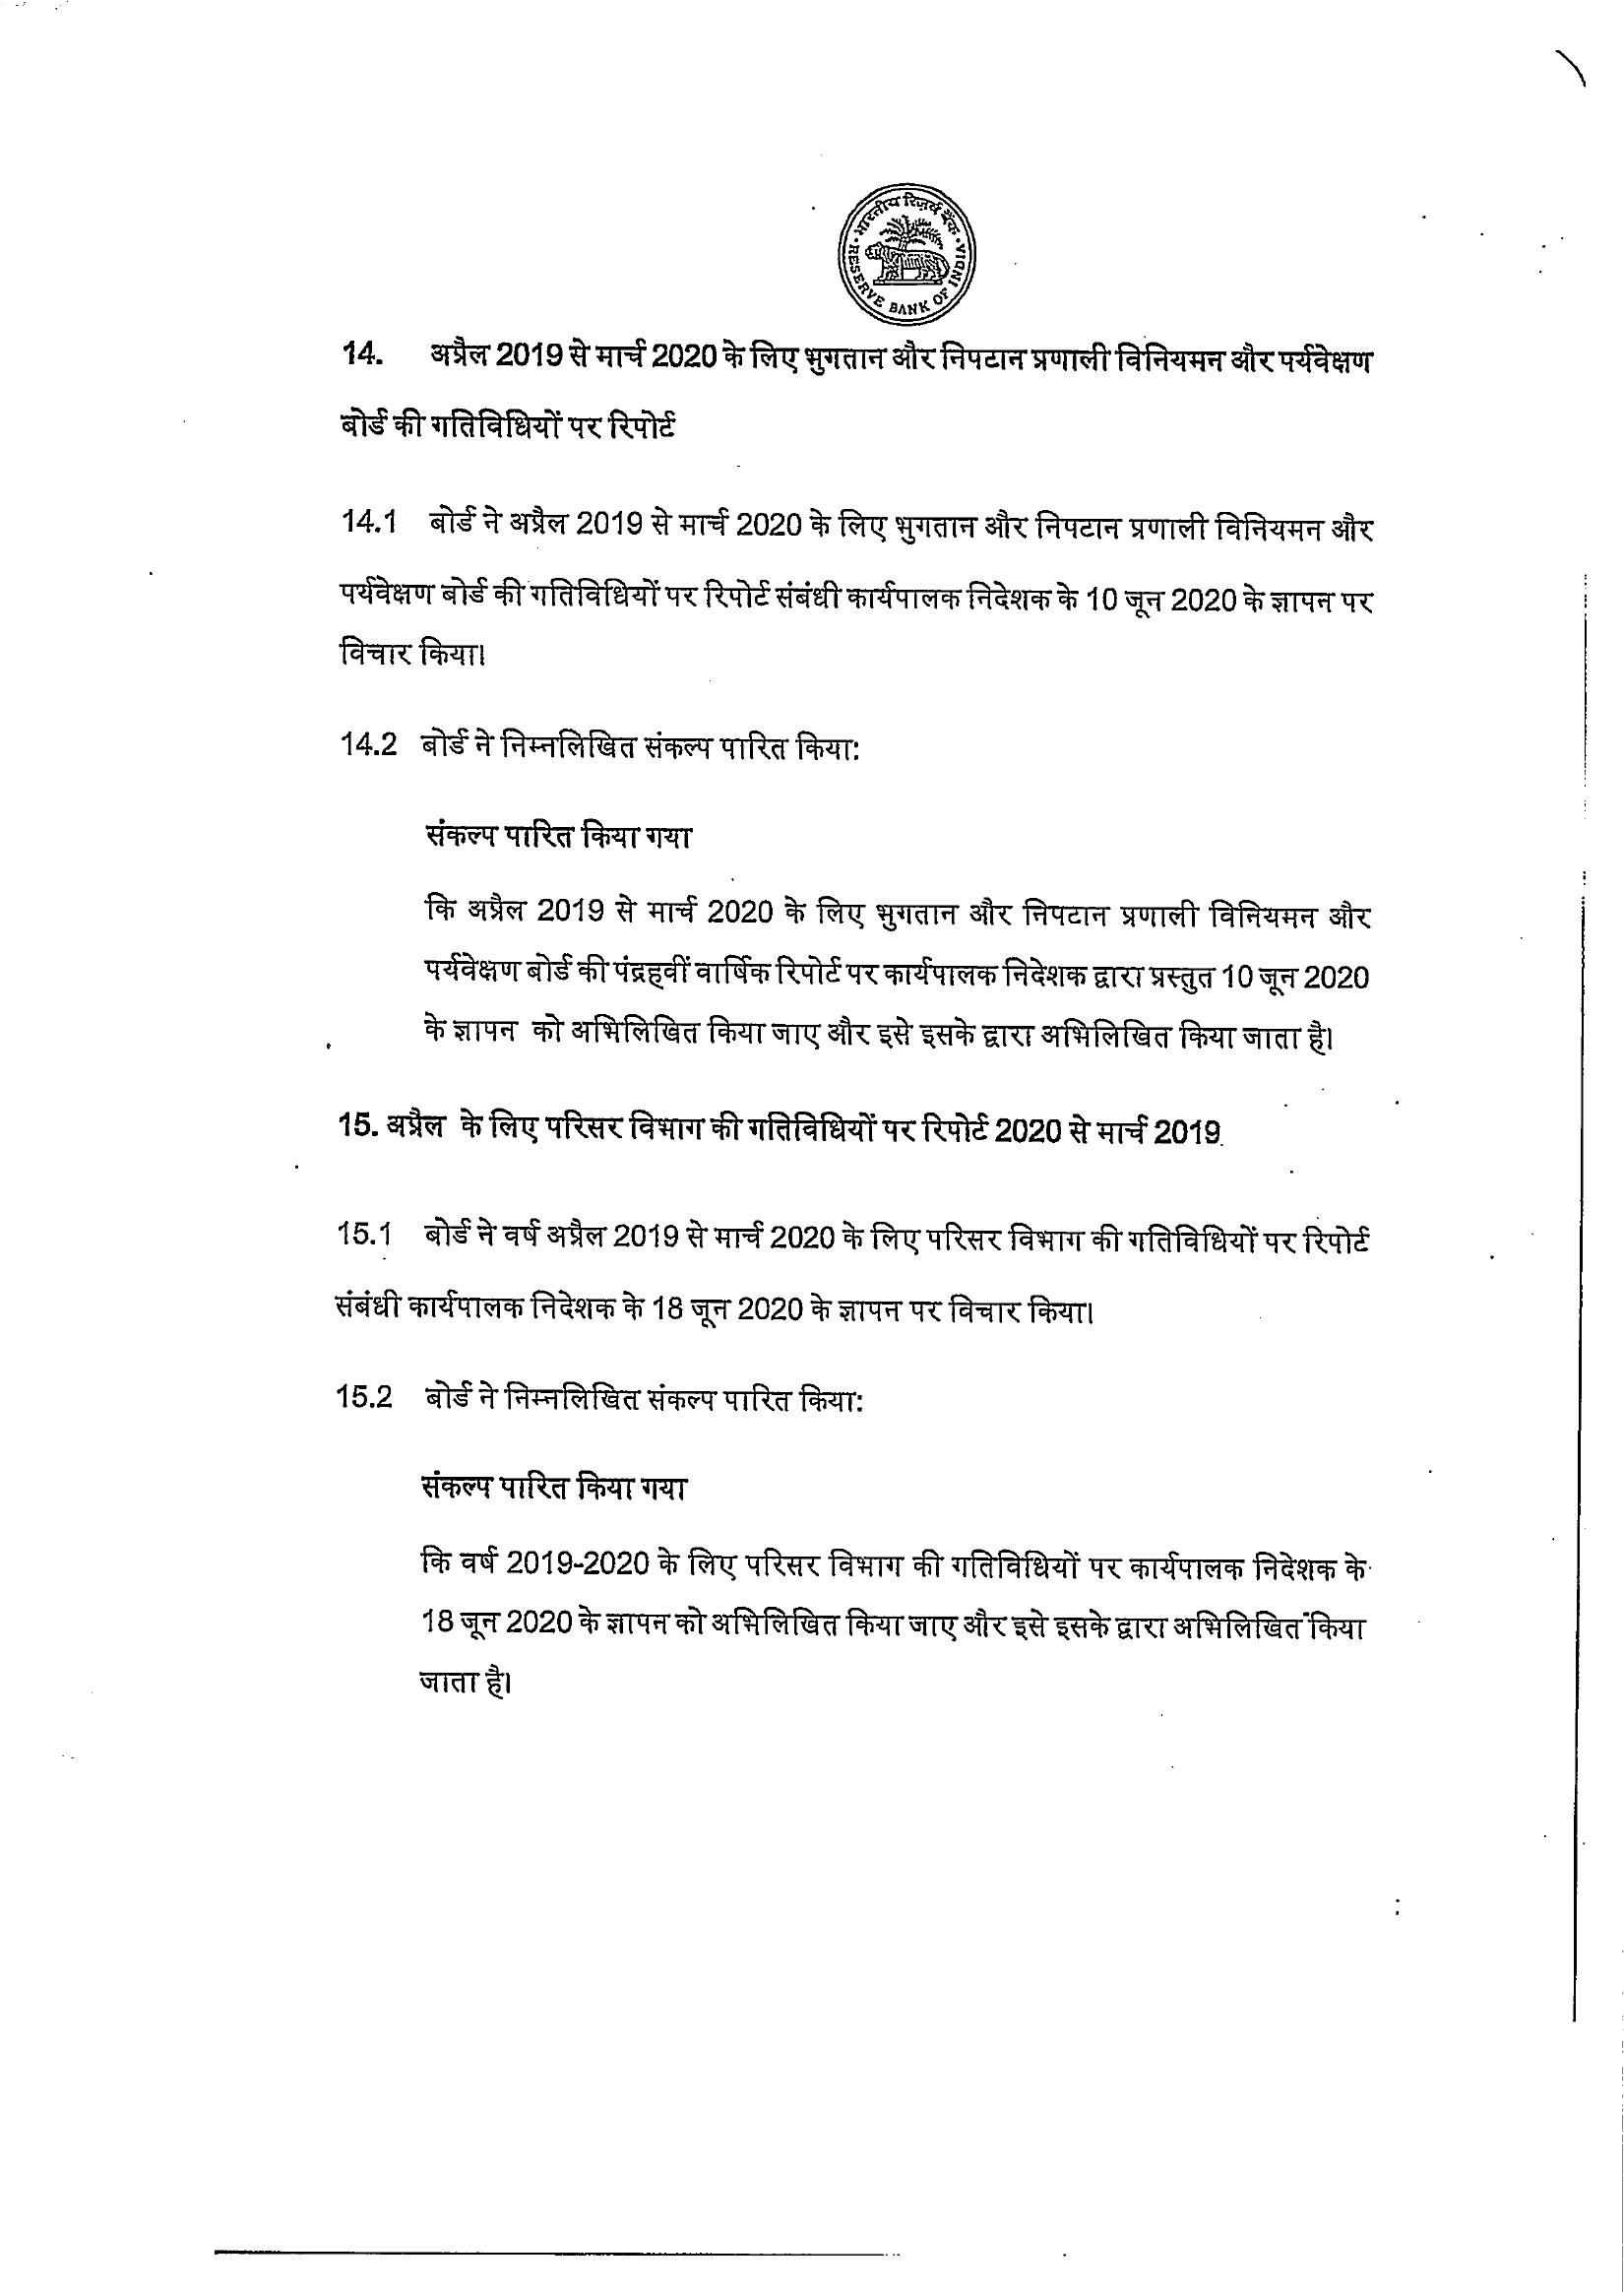 भारतीय रिज़र्व बैंक
RESERVE BANK OF INDIA
14. अप्रैल 2019 से मार्च 2020 के लिए भुगतान और निपटान प्रणाली विनियमन और पर्यवेक्षण
बोर्ड की गतिविधियों पर रिपोर्ट
14.1 बोर्ड ने अप्रैल 2019 से मार्च 2020 के लिए भुगतान और निपटान प्रणाली विनियमन और
पर्यवेक्षण बोर्ड की गतिविधियों पर रिपोर्ट संबंधी कार्यपालक निदेशक के 10 जून 2020 के ज्ञापन पर
विचार किया।
14.2 बोर्ड ने निम्नलिखित संकल्प पारित किया:
संकल्प पारित किया गया
कि अप्रैल 2019 से मार्च 2020 के लिए भुगतान और निपटान प्रणाली विनियमन और
पर्यवेक्षण बोर्ड की पंद्रहवीं वार्षिक रिपोर्ट पर कार्यपालक निदेशक द्वारा प्रस्तुत 10 जून 2020
के ज्ञापन को अभिलिखित किया जाए और इसे इसके द्वारा अभिलिखित किया जाता है।
15. अप्रैल के लिए परिसर विभाग की गतिविधियों पर रिपोर्ट 2020 से मार्च 2019
15.1 बोर्ड ने वर्ष अप्रैल 2019 से मार्च 2020 के लिए परिसर विभाग की गतिविधियों पर रिपोर्ट
संबंधी कार्यपालक निदेशक के 18 जून 2020 के ज्ञापन पर विचार किया।
15.2 बोर्ड ने निम्नलिखित संकल्प पारित किया:
संकल्प पारित किया गया
कि वर्ष 2019-2020 के लिए परिसर विभाग की गतिविधियों पर कार्यपालक निदेशक के
18 जून 2020 के ज्ञापन को अभिलिखित किया जाए और इसे इसके द्वारा अभिलिखित किया
जाता है।